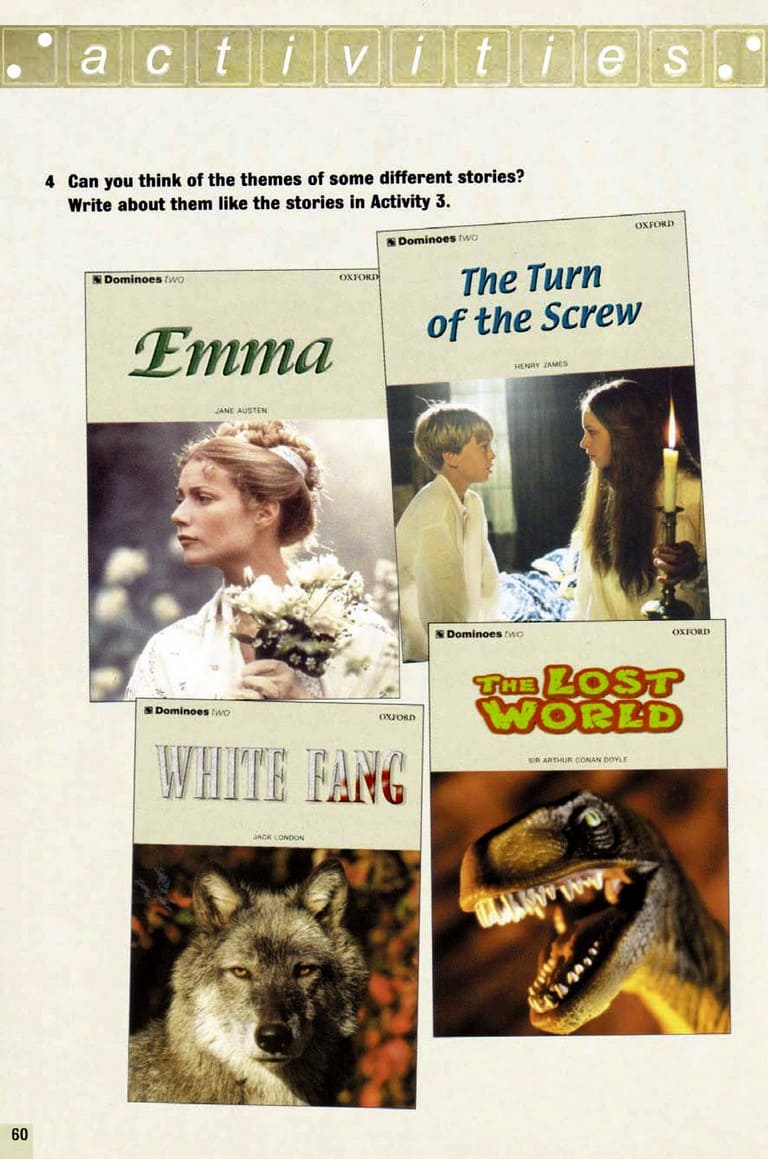 activities
4 Can you think of the themes of some different stories?
Write about them like the stories in Activity 3.
Dominoes two OXFORD
Emma
JANE AUSTEN
Dominoes two OXFORD
The Turn
of the Screw
HENRY JAMES
Dominoes two OXFORD
WHITE FANG
JACK LONDON
Dominoes two OXFORD
THE LOST
WORLD
SIR ARTHUR CONAN DOYLE
60